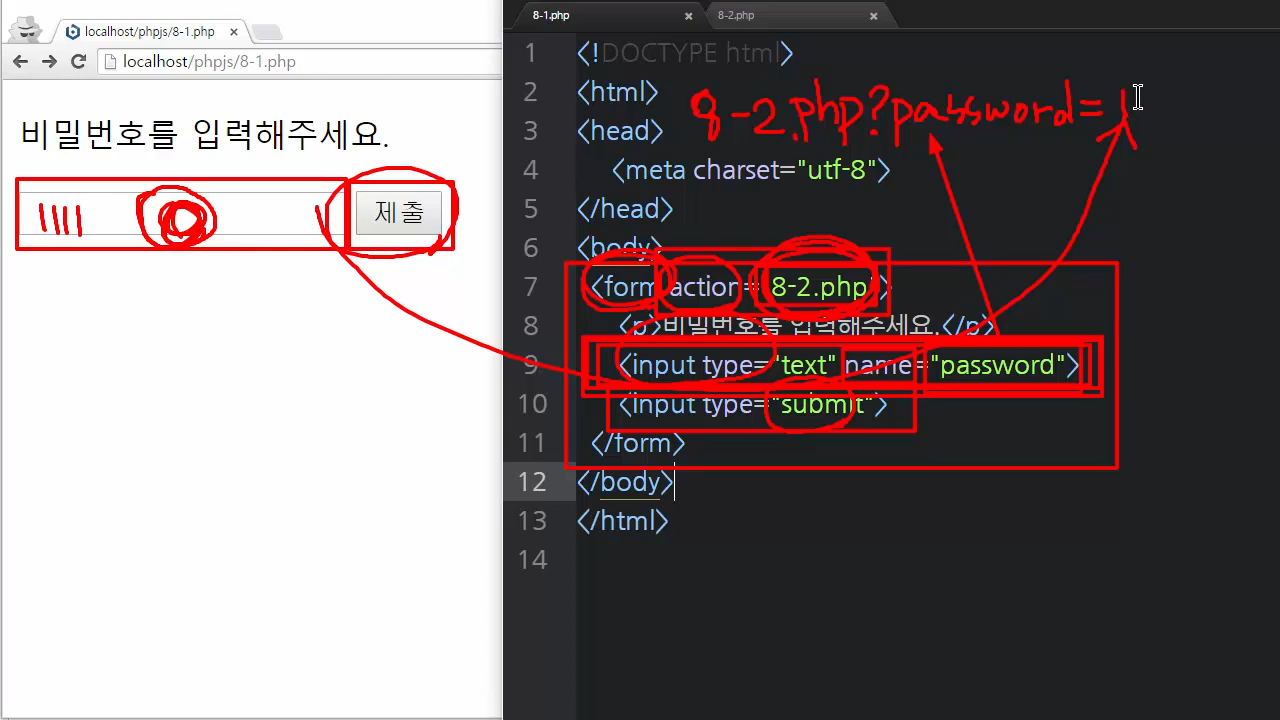 localhost/phpjs/8-1.php
localhost/phpjs/8-1.php
비밀번호를 입력해주세요.
1111
제출
8-1.php
8-2.php
8-2.php?password=1
1 <!DOCTYPE html>
2 <html>
3 <head>
4 <meta charset="utf-8">
5 </head>
6 <body>
7 <form action="8-2.php">
8 <p>비밀번호를 입력해주세요.</p>
9 <input type="text" name="password">
10 <input type="submit">
11 </form>
12 </body>
13 </html>
14